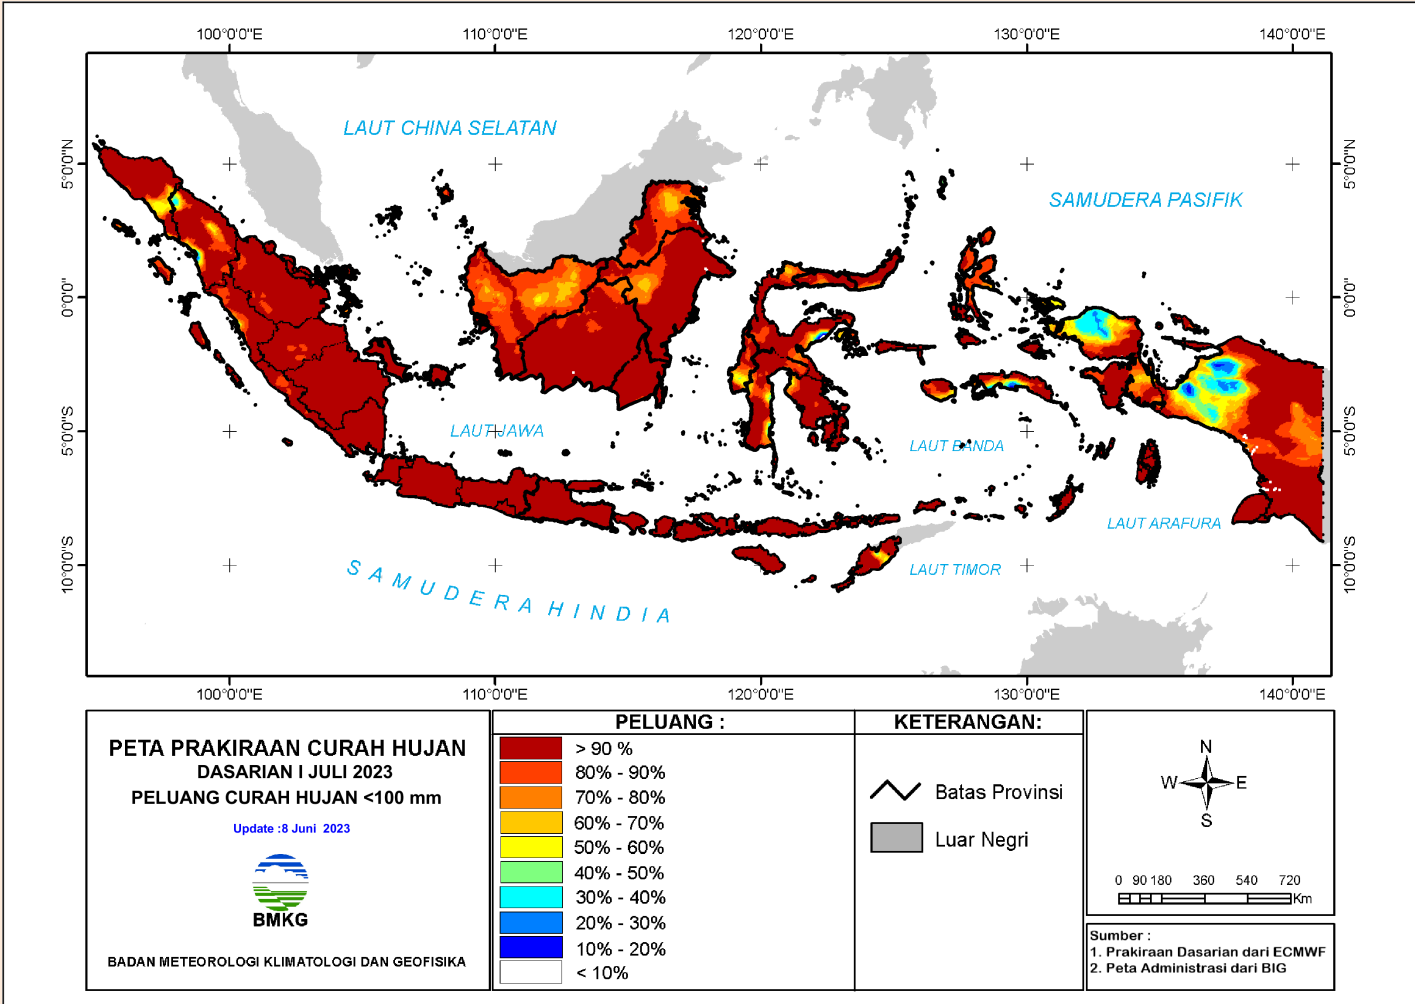 100°0'0"E 110°0'0"E 120°0'0"E 130°0'0"E 140°0'0"E
5°0'0"N
0°0'0"
5°0'0"S
10°0'0"S
5°0'0"N
0°0'0"
5°0'0"S
10°0'0"S
LAUT CHINA SELATAN
SAMUDERA PASIFIK
LAUT JAWA
LAUT BANDA
LAUT ARAFURA
LAUT TIMOR
SAMUDERA HINDIA
100°0'0"E 110°0'0"E 120°0'0"E 130°0'0"E 140°0'0"E
PETA PRAKIRAAN CURAH HUJAN
DASARIAN I JULI 2023
PELUANG CURAH HUJAN <100 mm
Update :8 Juni 2023
BMKG
BADAN METEOROLOGI KLIMATOLOGI DAN GEOFISIKA
PELUANG :
> 90 %
80% - 90%
70% - 80%
60% - 70%
50% - 60%
40% - 50%
30% - 40%
20% - 30%
10% - 20%
< 10%
KETERANGAN:
Batas Provinsi
Luar Negri
N
W E
S
0 90 180 360 540 720
Km
Sumber :
1. Prakiraan Dasarian dari ECMWF
2. Peta Administrasi dari BIG